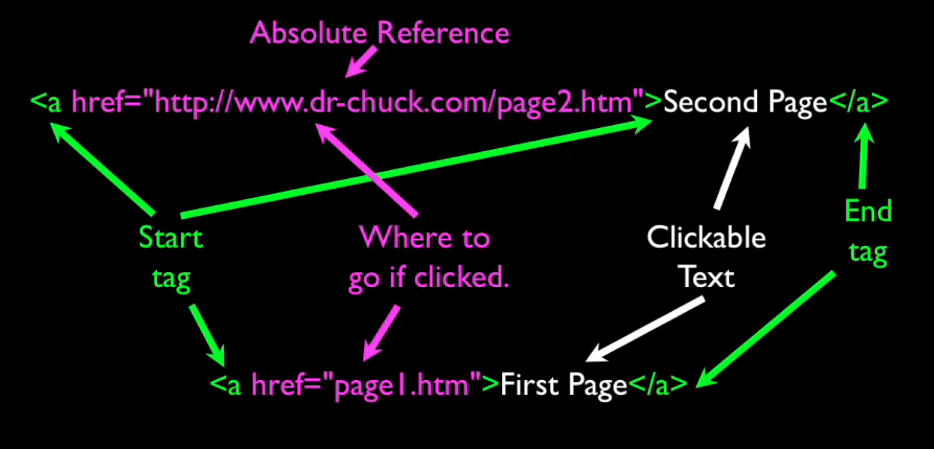 Absolute Reference
<a href="http://www.dr-chuck.com/page2.htm">Second Page</a>
Start
tag
Where to
go if clicked.
Clickable
Text
End
tag
<a href="page1.htm">First Page</a>